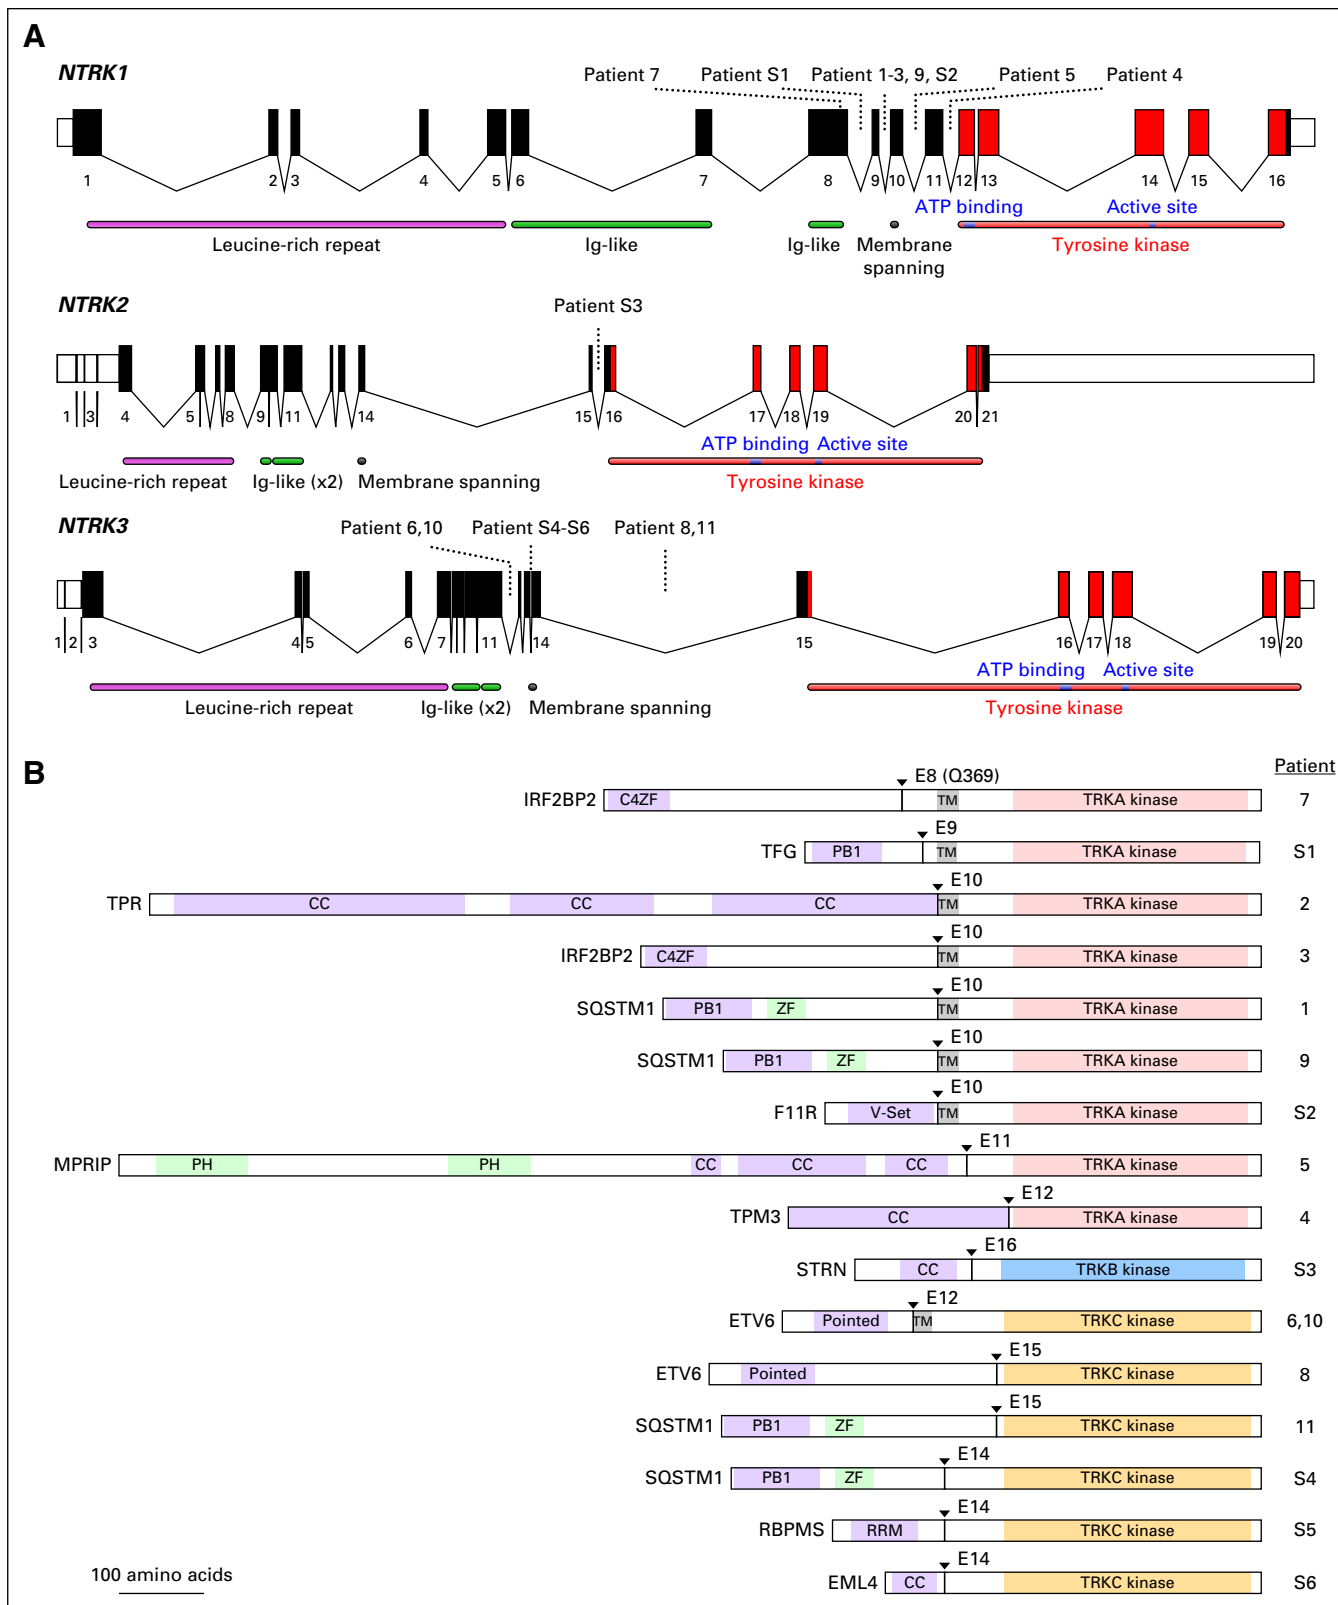 A
NTRK1
Patient 7 Patient S1 Patient 1-3, 9, S2 Patient 5 Patient 4
1 2 3 4 5 6 7 8 9 10 11 12 13 14 15 16
ATP binding Active site
Leucine-rich repeat Ig-like Ig-like Membrane spanning Tyrosine kinase
NTRK2
Patient S3
1 3 4 5 8 9 11 14 15 16 17 18 19 20 21
ATP binding Active site
Leucine-rich repeat Ig-like (x2) Membrane spanning Tyrosine kinase
NTRK3
Patient 6,10 Patient S4-S6 Patient 8,11
1 2 3 4 5 6 7 11 14 15 16 17 18 19 20
ATP binding Active site
Leucine-rich repeat Ig-like (x2) Membrane spanning Tyrosine kinase
B
Patient
E8 (Q369)
IRF2BP2 C4ZF TM TRKA kinase 7
E9
TFG PB1 TM TRKA kinase S1
E10
TPR CC CC CC TM TRKA kinase 2
E10
IRF2BP2 C4ZF TM TRKA kinase 3
E10
SQSTM1 PB1 ZF TM TRKA kinase 1
E10
SQSTM1 PB1 ZF TM TRKA kinase 9
E10
F11R V-Set TM TRKA kinase S2
E11
MPRIP PH PH CC CC CC TRKA kinase 5
E12
TPM3 CC TRKA kinase 4
E16
STRN CC TRKB kinase S3
E12
ETV6 Pointed TM TRKC kinase 6,10
E15
ETV6 Pointed TRKC kinase 8
E15
SQSTM1 PB1 ZF TRKC kinase 11
E14
SQSTM1 PB1 ZF TRKC kinase S4
E14
RBPMS RRM TRKC kinase S5
E14
EML4 CC TRKC kinase S6
100 amino acids